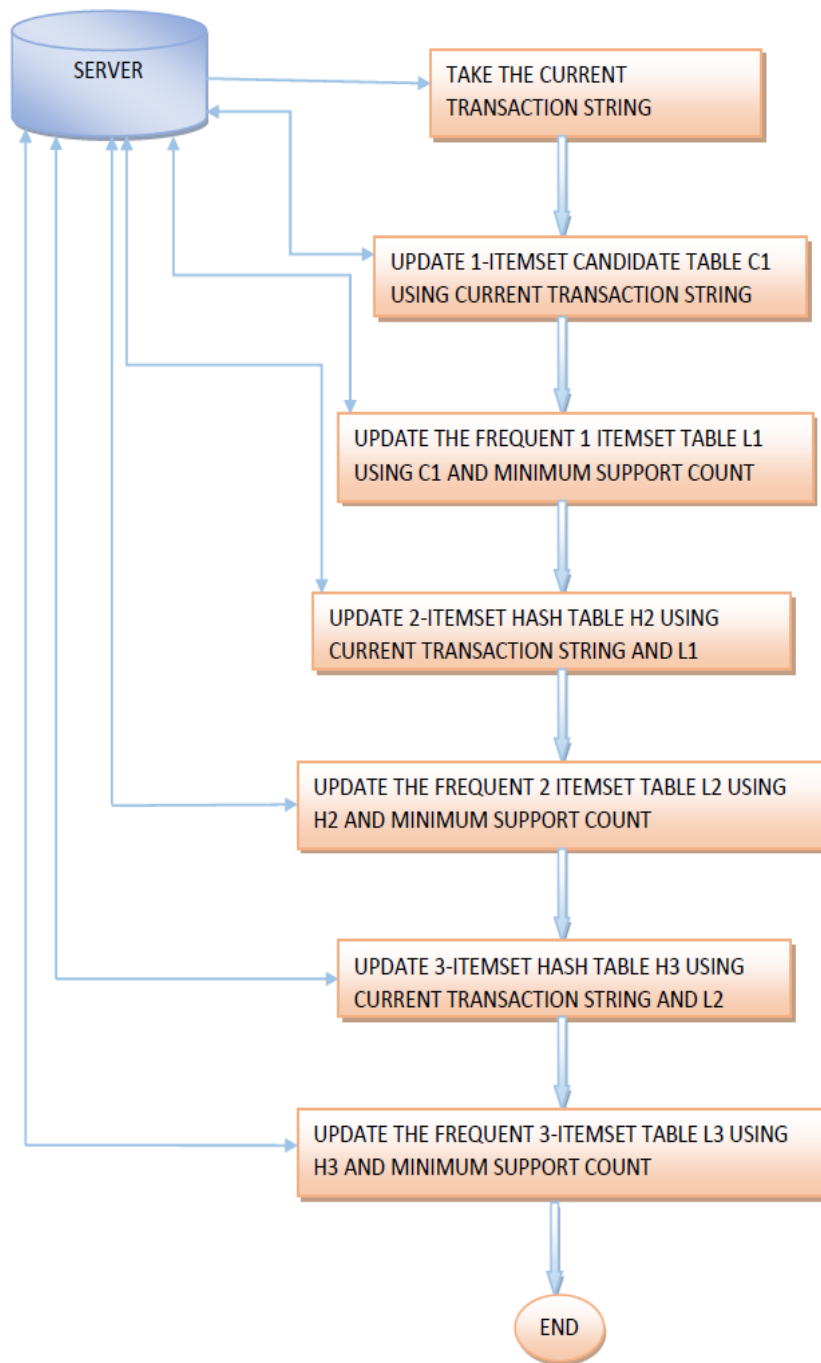 SERVER
TAKE THE CURRENT
TRANSACTION STRING
UPDATE 1-ITEMSET CANDIDATE TABLE C1
USING CURRENT TRANSACTION STRING
UPDATE THE FREQUENT 1 ITEMSET TABLE L1
USING C1 AND MINIMUM SUPPORT COUNT
UPDATE 2-ITEMSET HASH TABLE H2 USING
CURRENT TRANSACTION STRING AND L1
UPDATE THE FREQUENT 2 ITEMSET TABLE L2 USING
H2 AND MINIMUM SUPPORT COUNT
UPDATE 3-ITEMSET HASH TABLE H3 USING
CURRENT TRANSACTION STRING AND L2
UPDATE THE FREQUENT 3-ITEMSET TABLE L3 USING
H3 AND MINIMUM SUPPORT COUNT
END